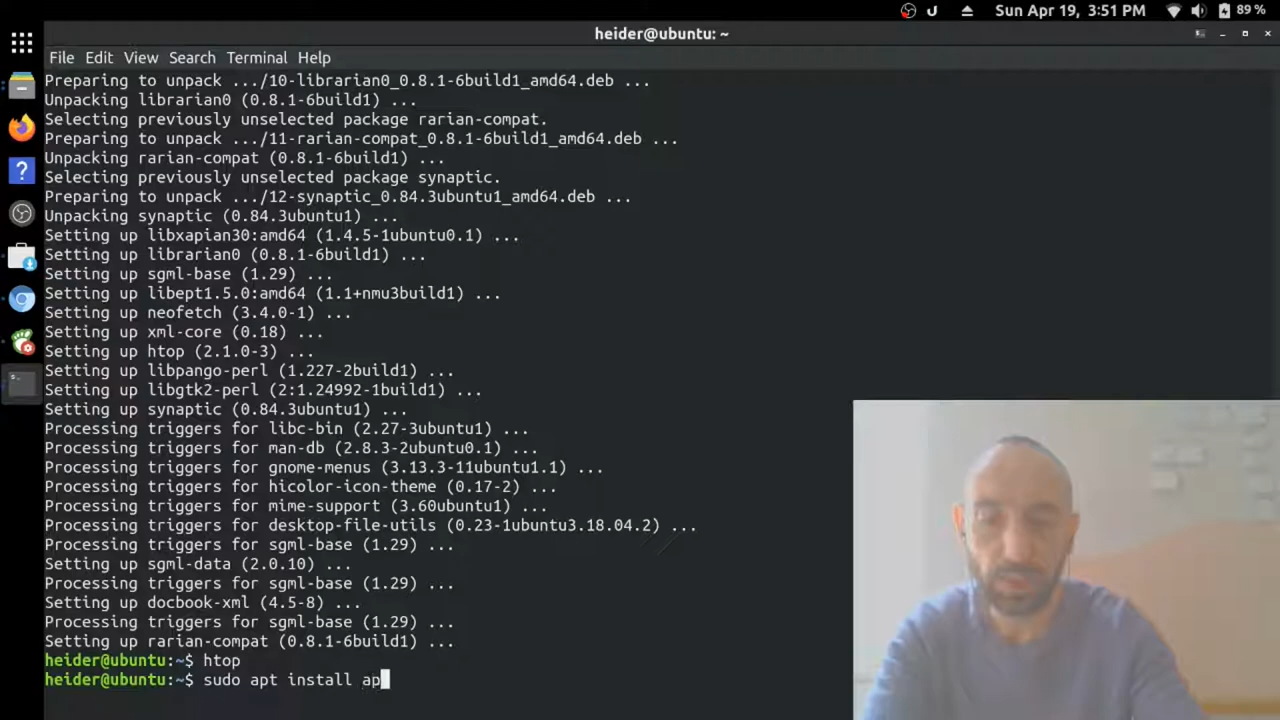 Sun Apr 19, 3:51 PM
89 %
heider@ubuntu: ~
File Edit View Search Terminal Help
Preparing to unpack .../10-librarian0_0.8.1-6build1_amd64.deb ...
Unpacking librarian0 (0.8.1-6build1) ...
Selecting previously unselected package rarian-compat.
Preparing to unpack .../11-rarian-compat_0.8.1-6build1_amd64.deb ...
Unpacking rarian-compat (0.8.1-6build1) ...
Selecting previously unselected package synaptic.
Preparing to unpack .../12-synaptic_0.84.3ubuntu1_amd64.deb ...
Unpacking synaptic (0.84.3ubuntu1) ...
Setting up libxapian30:amd64 (1.4.5-1ubuntu0.1) ...
Setting up librarian0 (0.8.1-6build1) ...
Setting up sgml-base (1.29) ...
Setting up libept1.5.0:amd64 (1.1+nmu3build1) ...
Setting up neofetch (3.4.0-1) ...
Setting up xml-core (0.18) ...
Setting up htop (2.1.0-3) ...
Setting up libpango-perl (1.227-2build1) ...
Setting up libgtk2-perl (2:1.24992-1build1) ...
Setting up synaptic (0.84.3ubuntu1) ...
Processing triggers for libc-bin (2.27-3ubuntu1) ...
Processing triggers for man-db (2.8.3-2ubuntu0.1) ...
Processing triggers for gnome-menus (3.13.3-11ubuntu1.1) ...
Processing triggers for hicolor-icon-theme (0.17-2) ...
Processing triggers for mime-support (3.60ubuntu1) ...
Processing triggers for desktop-file-utils (0.23-1ubuntu3.18.04.2) ...
Processing triggers for sgml-base (1.29) ...
Setting up sgml-data (2.0.10) ...
Processing triggers for sgml-base (1.29) ...
Setting up docbook-xml (4.5-8) ...
Processing triggers for sgml-base (1.29) ...
Setting up rarian-compat (0.8.1-6build1) ...
heider@ubuntu:~$ htop
heider@ubuntu:~$ sudo apt install ap